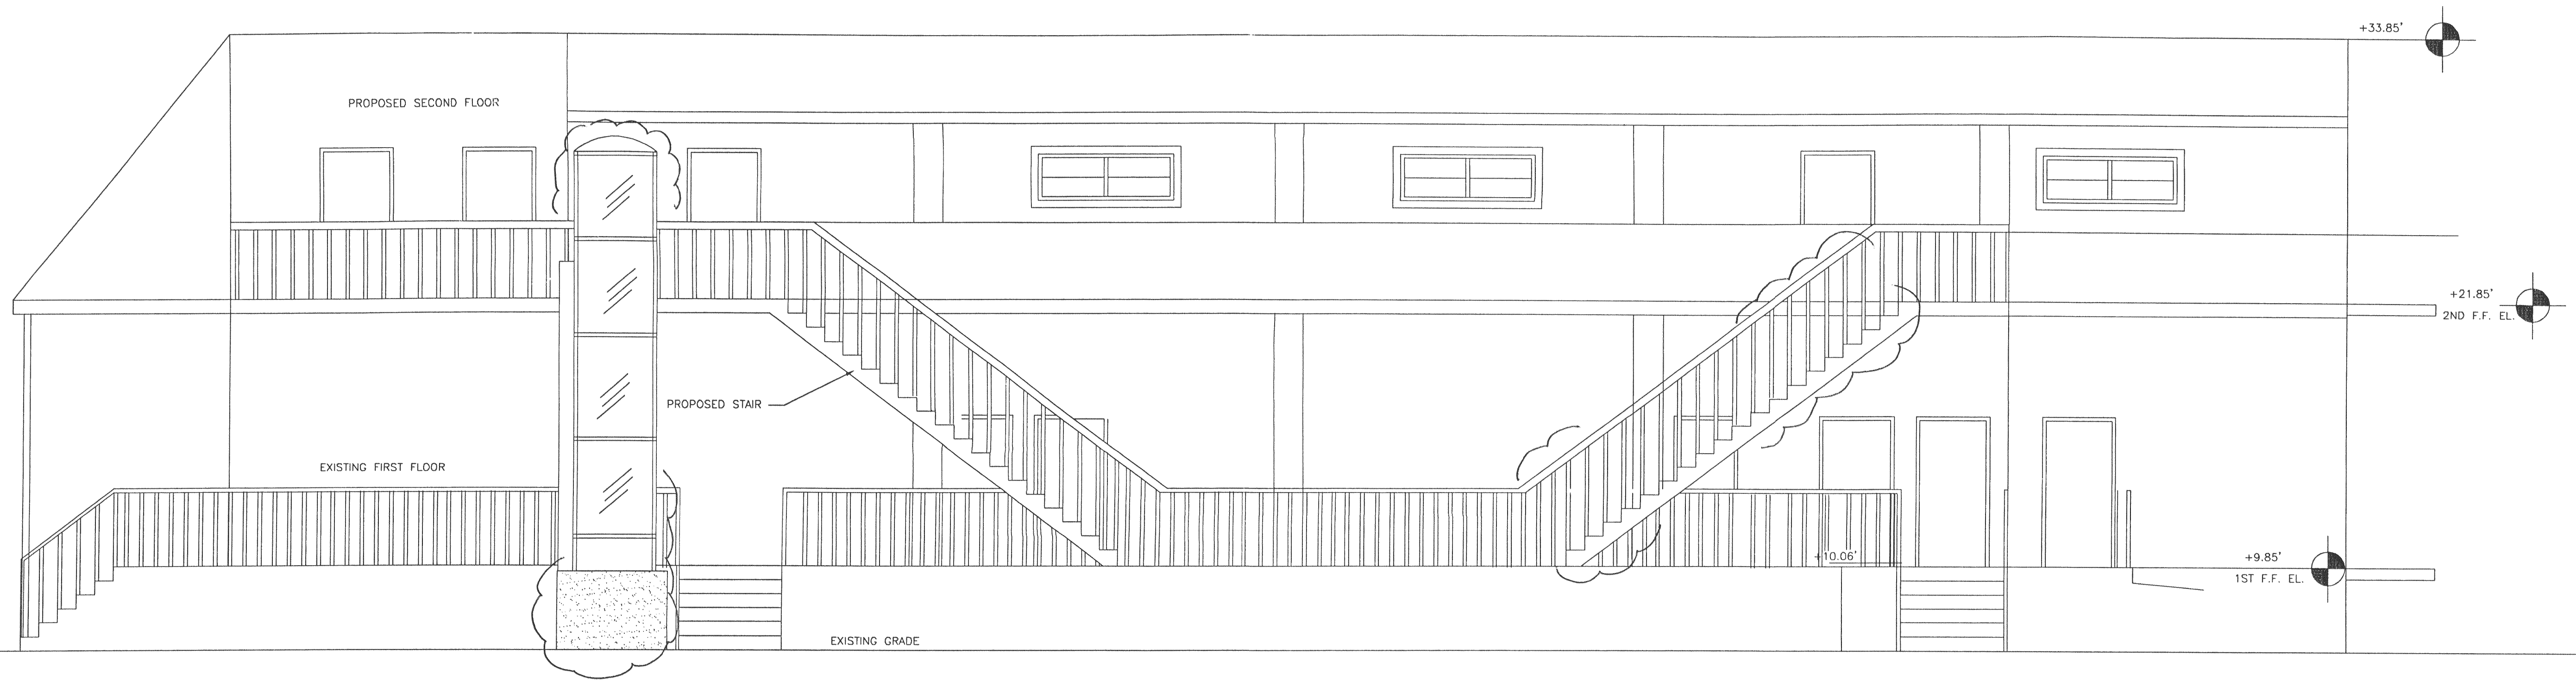 +33.85'
PROPOSED SECOND FLOOR
+21.85'
2ND F.F. EL.
PROPOSED STAIR
EXISTING FIRST FLOOR
+10.06'
+9.85'
1ST F.F. EL.
EXISTING GRADE